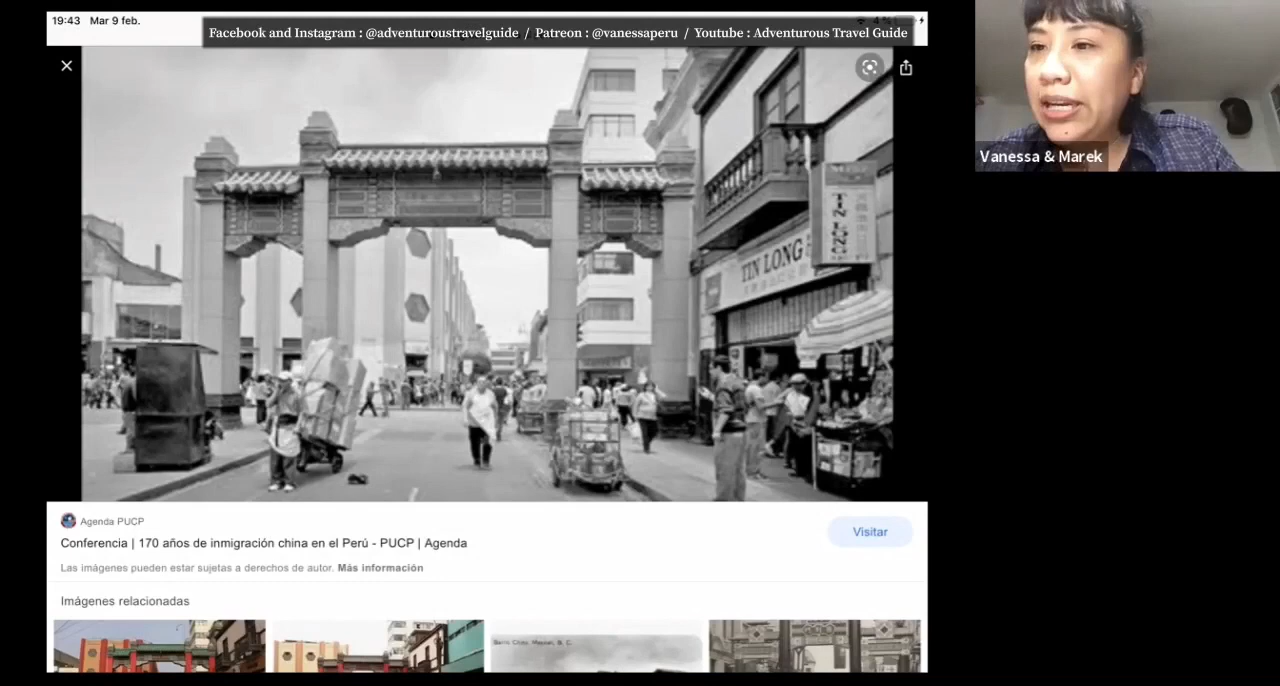 19:43 Mar 9 feb.
4 %
Facebook and Instagram : @adventuroustravelguide / Patreon : @vanessaperu / Youtube : Adventurous Travel Guide
Vanessa & Marek
TIN LONG
TIN LONG
Agenda PUCP
Conferencia | 170 años de inmigración china en el Perú - PUCP | Agenda
Visitar
Las imágenes pueden estar sujetas a derechos de autor. Más información
Imágenes relacionadas